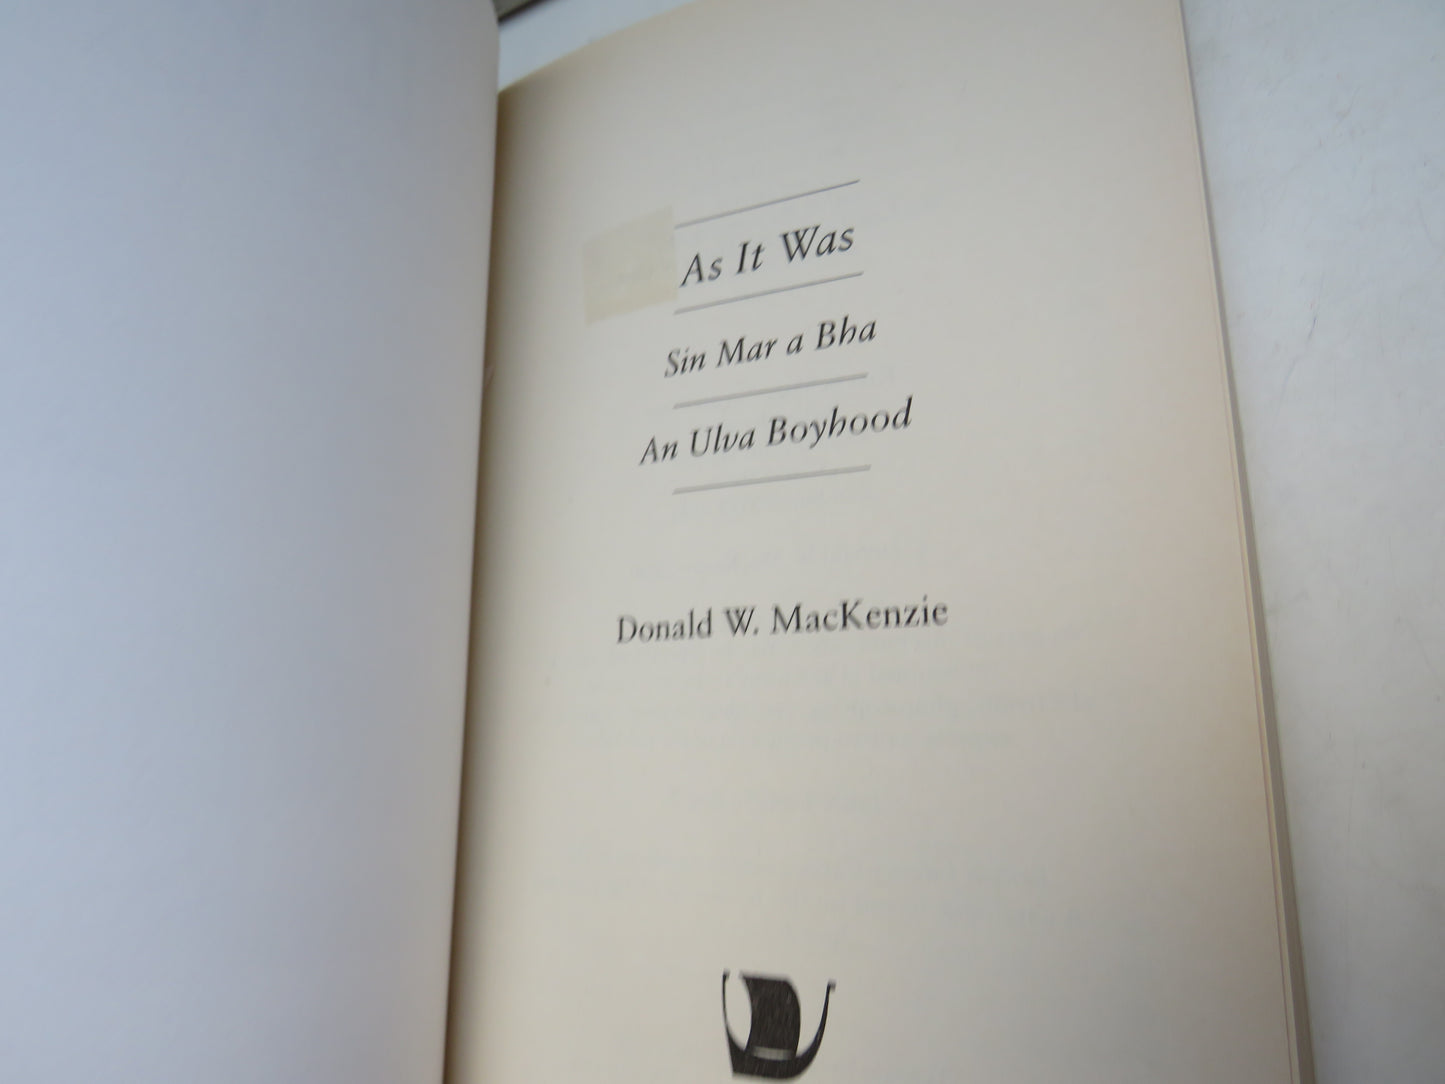 As It Was
Sin Mar a Bha
An Ulva Boyhood
Donald W. MacKenzie